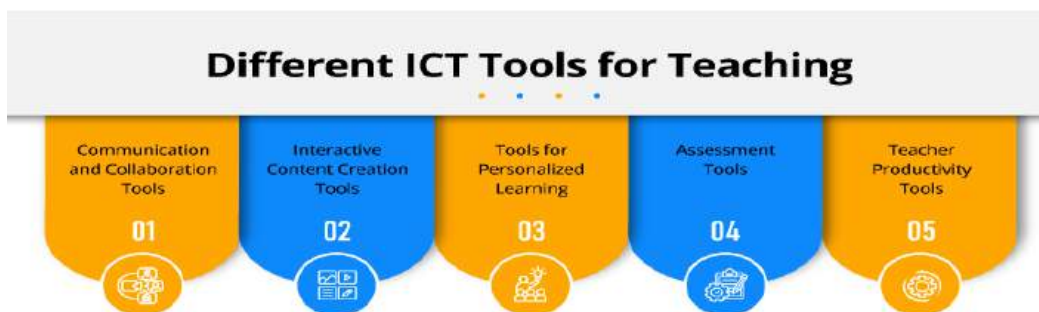 Different ICT Tools for Teaching
Communication
and Collaboration
Tools
01
Interactive
Content Creation
Tools
02
Tools for
Personalized
Learning
03
Assessment
Tools
04
Teacher
Productivity
Tools
05